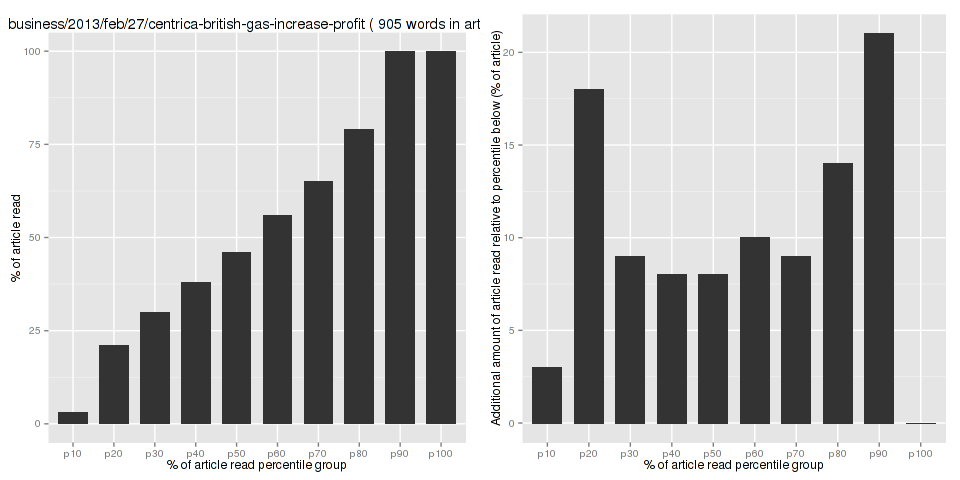 business/2013/feb/27/centrica-british-gas-increase-profit ( 905 words in art
% of article read
100
75
50
25
0
p10 p20 p30 p40 p50 p60 p70 p80 p90 p100
% of article read percentile group
Additional amount of article read relative to percentile below (% of article)
20
15
10
5
0
p10 p20 p30 p40 p50 p60 p70 p80 p90 p100
% of article read percentile group